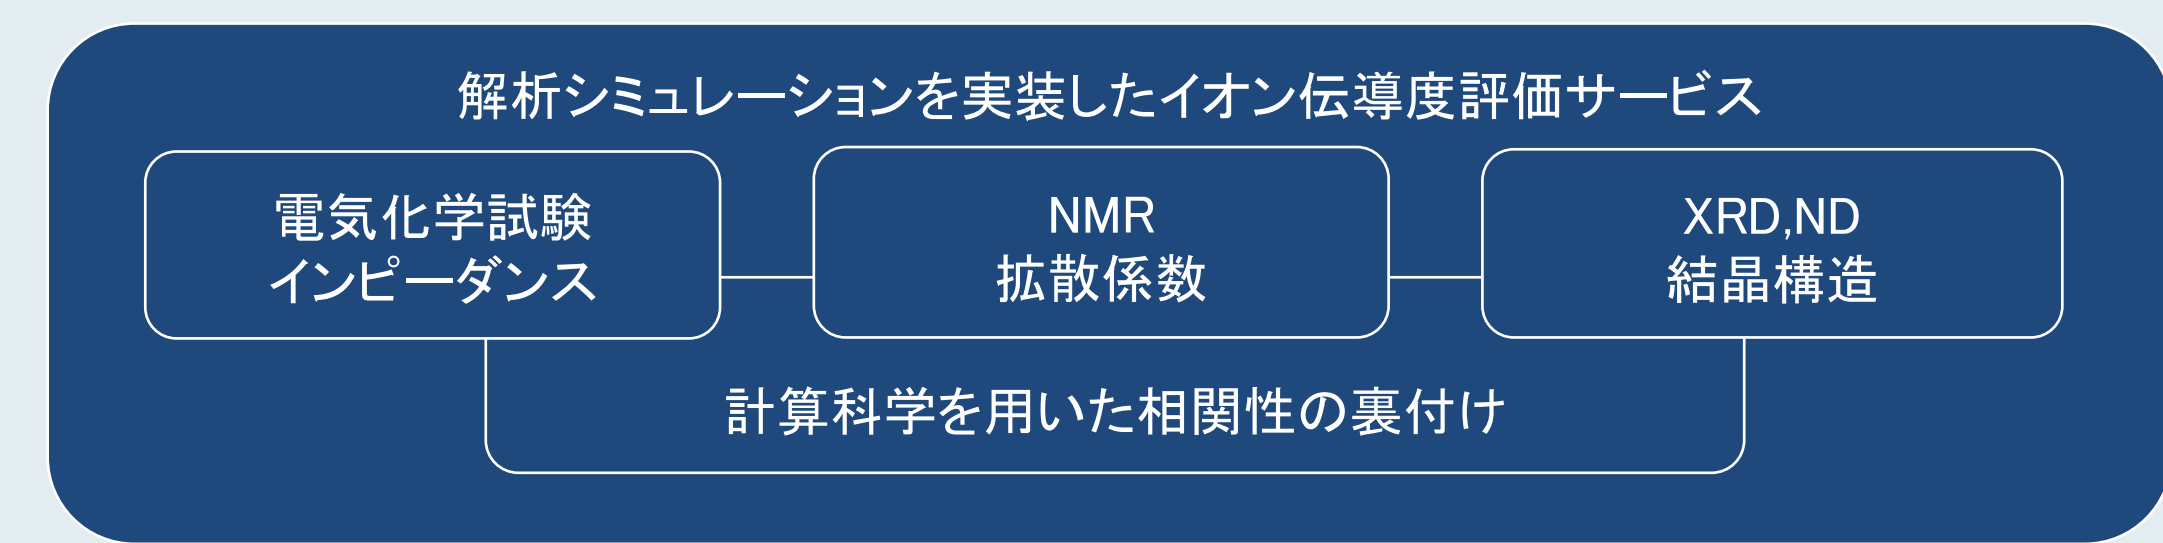 解析シミュレーションを実装したイオン伝導度評価サービス
電気化学試験
インピーダンス
NMR
拡散係数
XRD,ND
結晶構造
計算科学を用いた相関性の裏付け